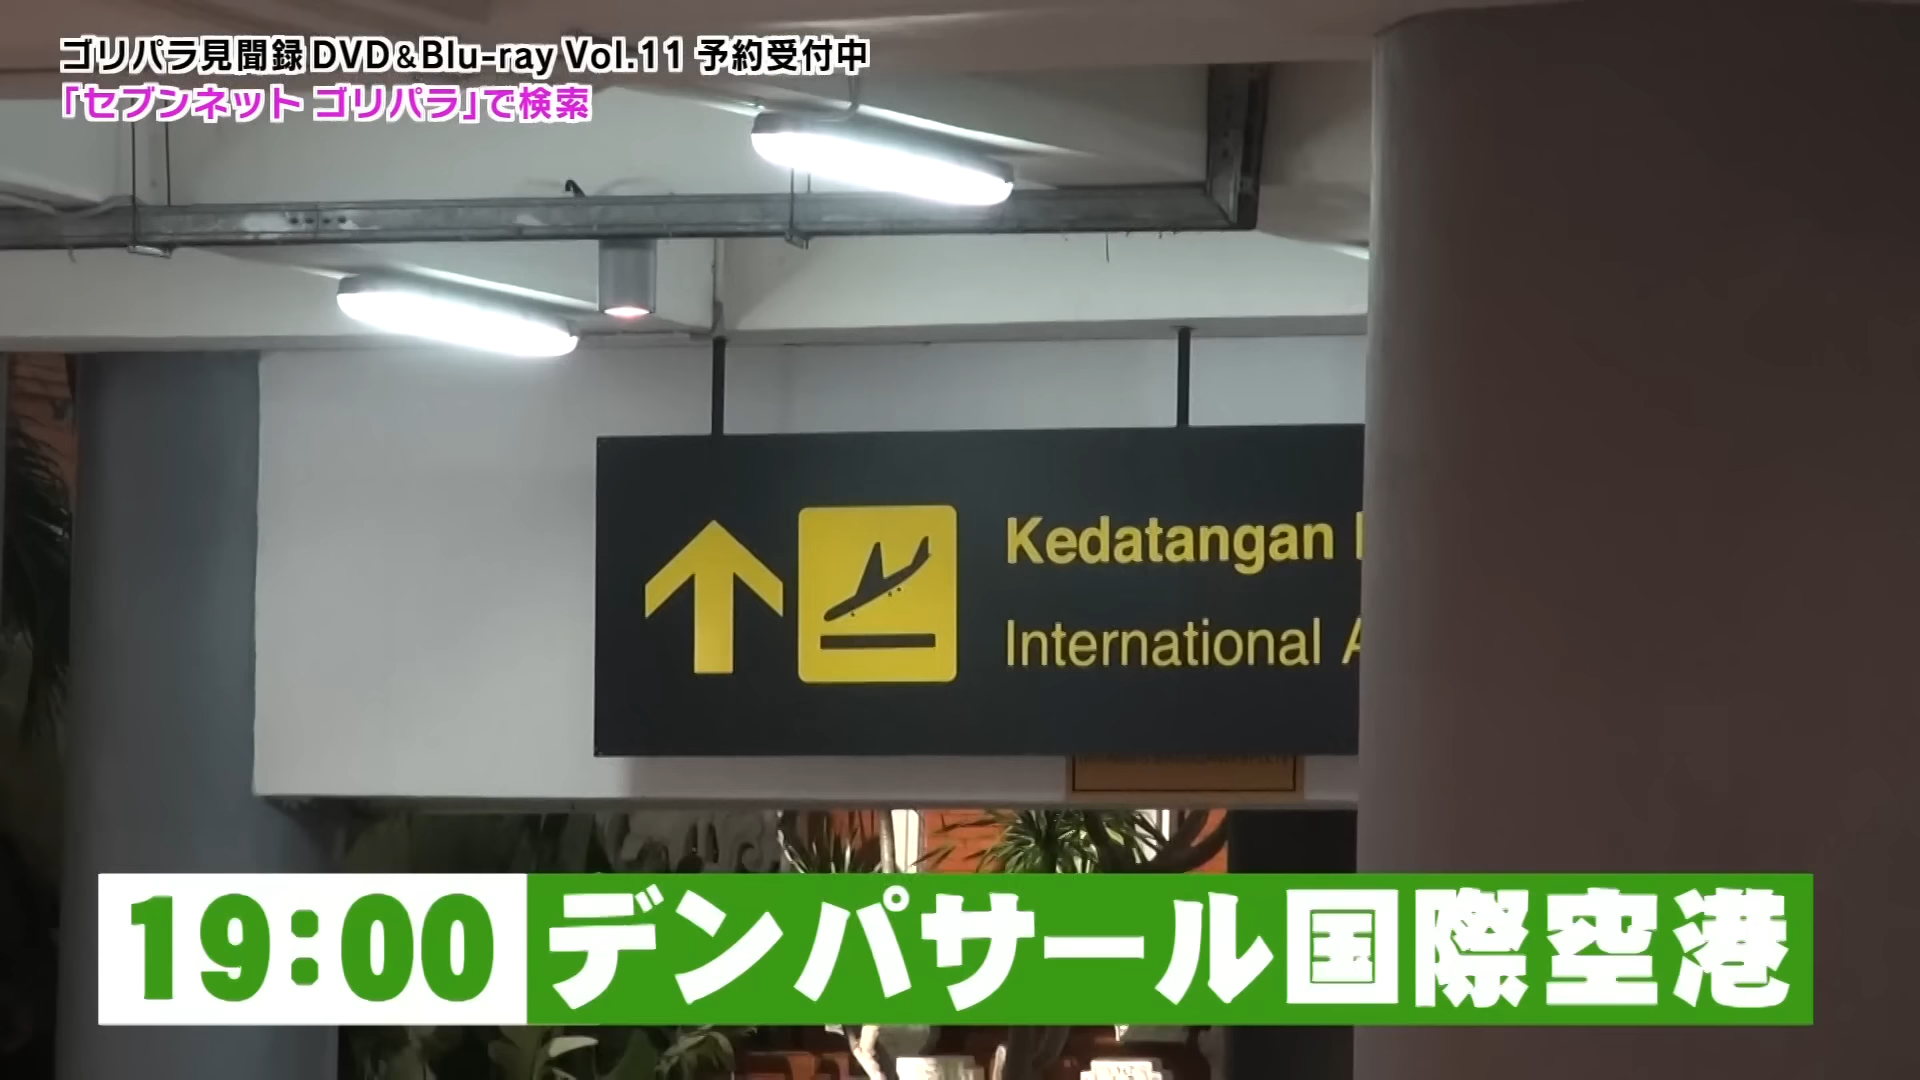 ゴリパラ見聞録 DVD&Blu-ray Vol.11 予約受付中
「セブンネット ゴリパラ」で検索
Kedatangan
International
19:00 デンパサール国際空港